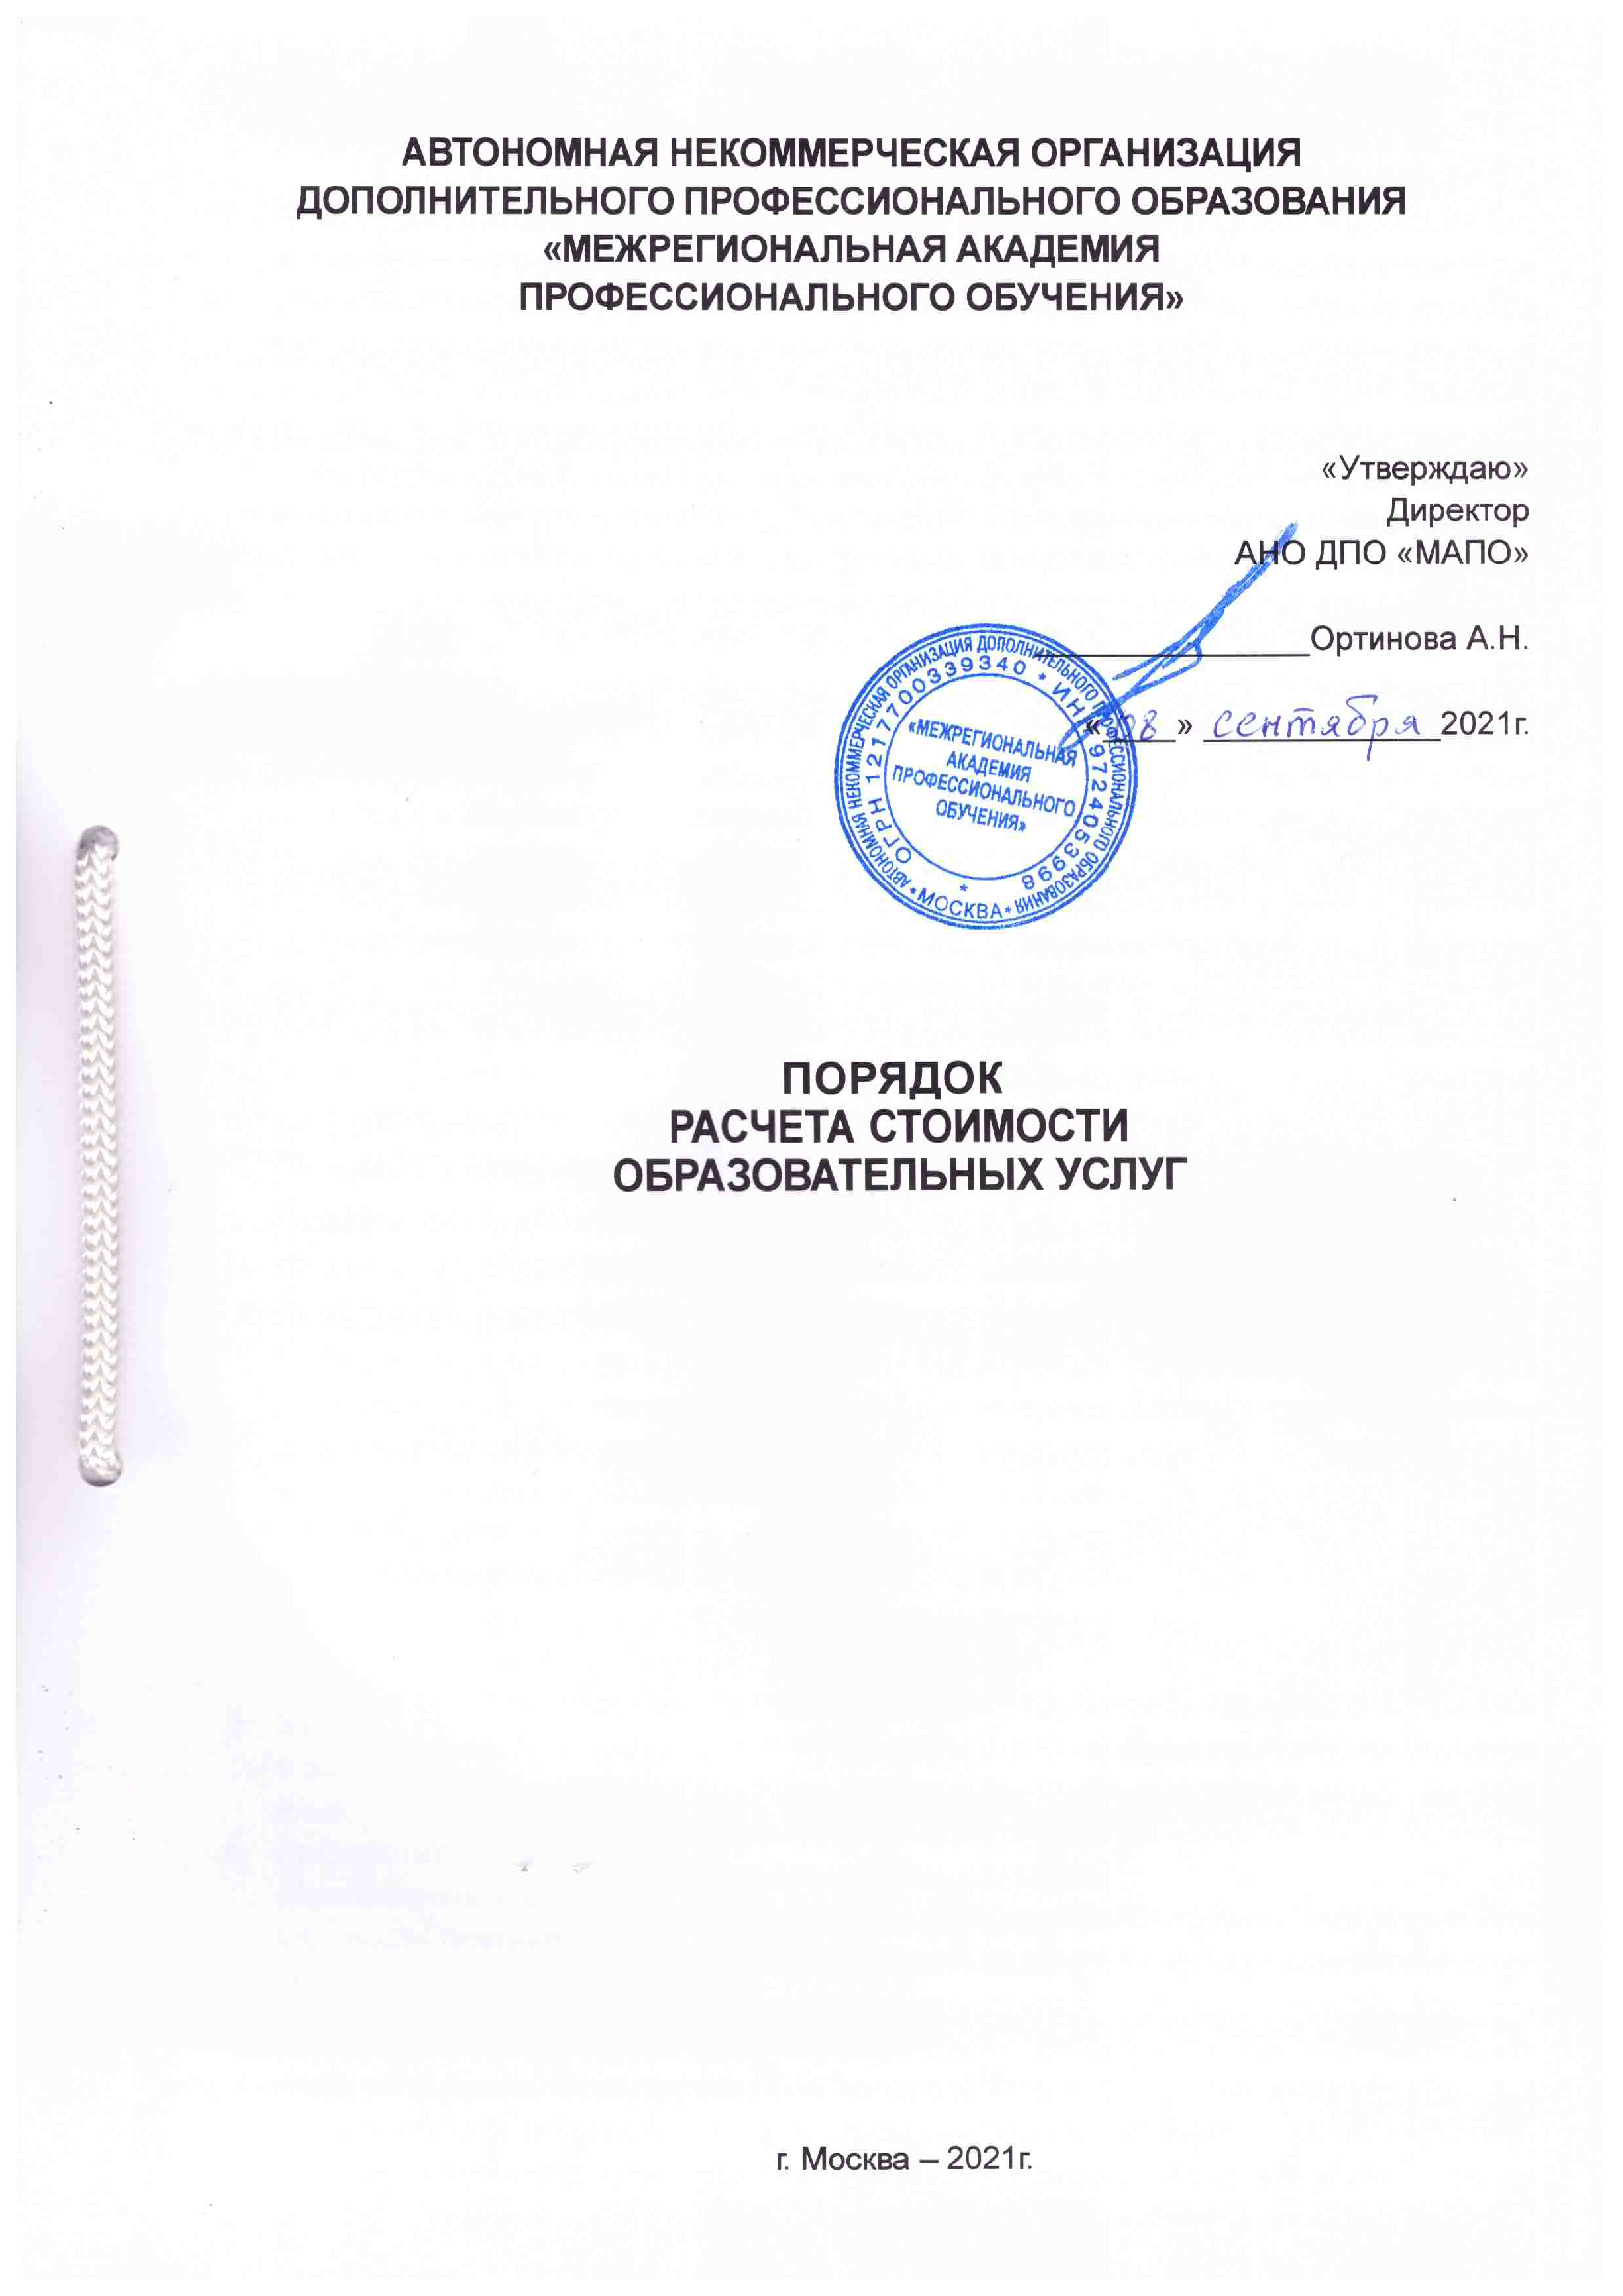 АВТОНОМНАЯ НЕКОММЕРЧЕСКАЯ ОРГАНИЗАЦИЯ
ДОПОЛНИТЕЛЬНОГО ПРОФЕССИОНАЛЬНОГО ОБРАЗОВАНИЯ
«МЕЖРЕГИОНАЛЬНАЯ АКАДЕМИЯ
ПРОФЕССИОНАЛЬНОГО ОБУЧЕНИЯ»
«Утверждаю»
Директор
АНО ДПО «МАПО»
Ортинова А.Н.
«08» сентября 2021г.
АВТОНОМНАЯ НЕКОММЕРЧЕСКАЯ ОРГАНИЗАЦИЯ ДОПОЛНИТЕЛЬНОГО ПРОФЕССИОНАЛЬНОГО ОБРАЗОВАНИЯ * МОСКВА *
ОГРН 1217700339340 * ИНН 9724053998 *
«МЕЖРЕГИОНАЛЬНАЯ
АКАДЕМИЯ
ПРОФЕССИОНАЛЬНОГО
ОБУЧЕНИЯ»
ПОРЯДОК
РАСЧЕТА СТОИМОСТИ
ОБРАЗОВАТЕЛЬНЫХ УСЛУГ
г. Москва – 2021г.